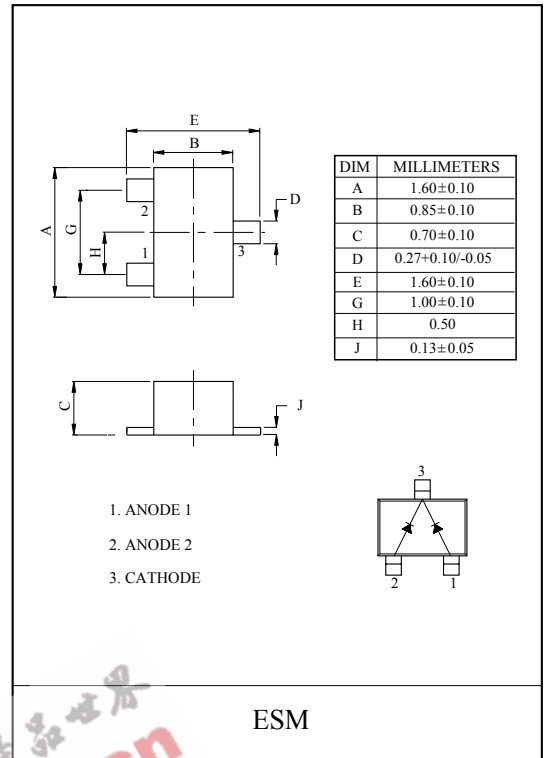 E
B
D
A
G
H
2
1
3
DIM MILLIMETERS
A 1.60±0.10
B 0.85±0.10
C 0.70±0.10
D 0.27+0.10/-0.05
E 1.60±0.10
G 1.00±0.10
H 0.50
J 0.13±0.05
C
J
1. ANODE 1
2. ANODE 2
3. CATHODE
3
2 1
ESM